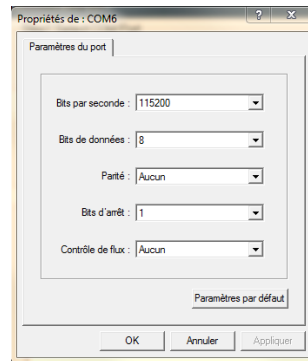 Propriétés de : COM6
Paramètres du port
Bits par seconde : 115200
Bits de données : 8
Parité : Aucun
Bits d'arrêt : 1
Contrôle de flux : Aucun
Paramètres par défaut
OK Annuler Appliquer